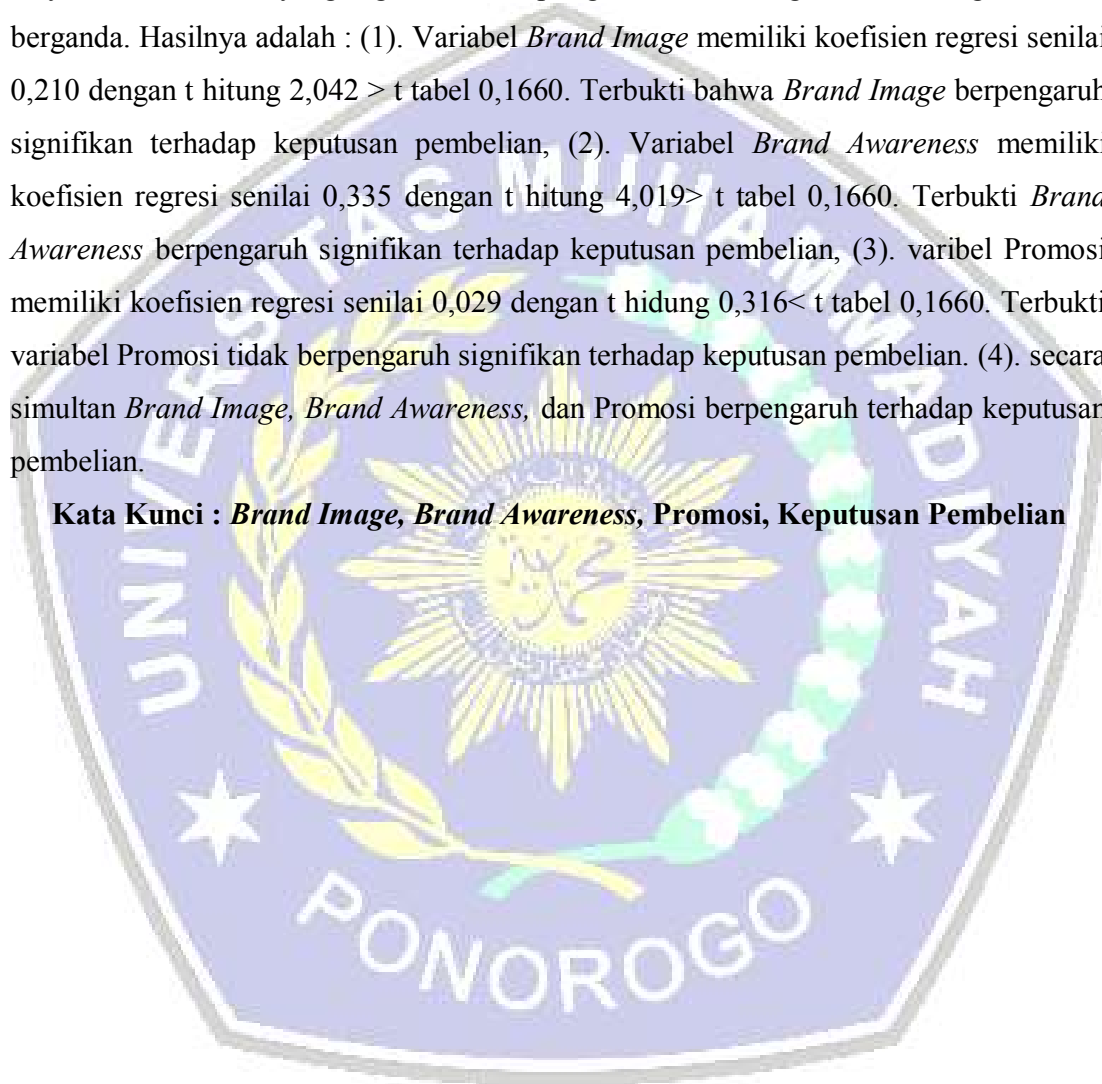 berganda. Hasilnya adalah : (1). Variabel Brand Image memiliki koefisien regresi senilai
0,210 dengan t hitung 2,042 > t tabel 0,1660. Terbukti bahwa Brand Image berpengaruh
signifikan terhadap keputusan pembelian, (2). Variabel Brand Awareness memiliki
koefisien regresi senilai 0,335 dengan t hitung 4,019> t tabel 0,1660. Terbukti Brand
Awareness berpengaruh signifikan terhadap keputusan pembelian, (3). varibel Promosi
memiliki koefisien regresi senilai 0,029 dengan t hidung 0,316< t tabel 0,1660. Terbukti
variabel Promosi tidak berpengaruh signifikan terhadap keputusan pembelian. (4). secara
simultan Brand Image, Brand Awareness, dan Promosi berpengaruh terhadap keputusan
pembelian.
Kata Kunci : Brand Image, Brand Awareness, Promosi, Keputusan Pembelian
UNIVERSITAS MUHAMMADIYAH
PONOROGO